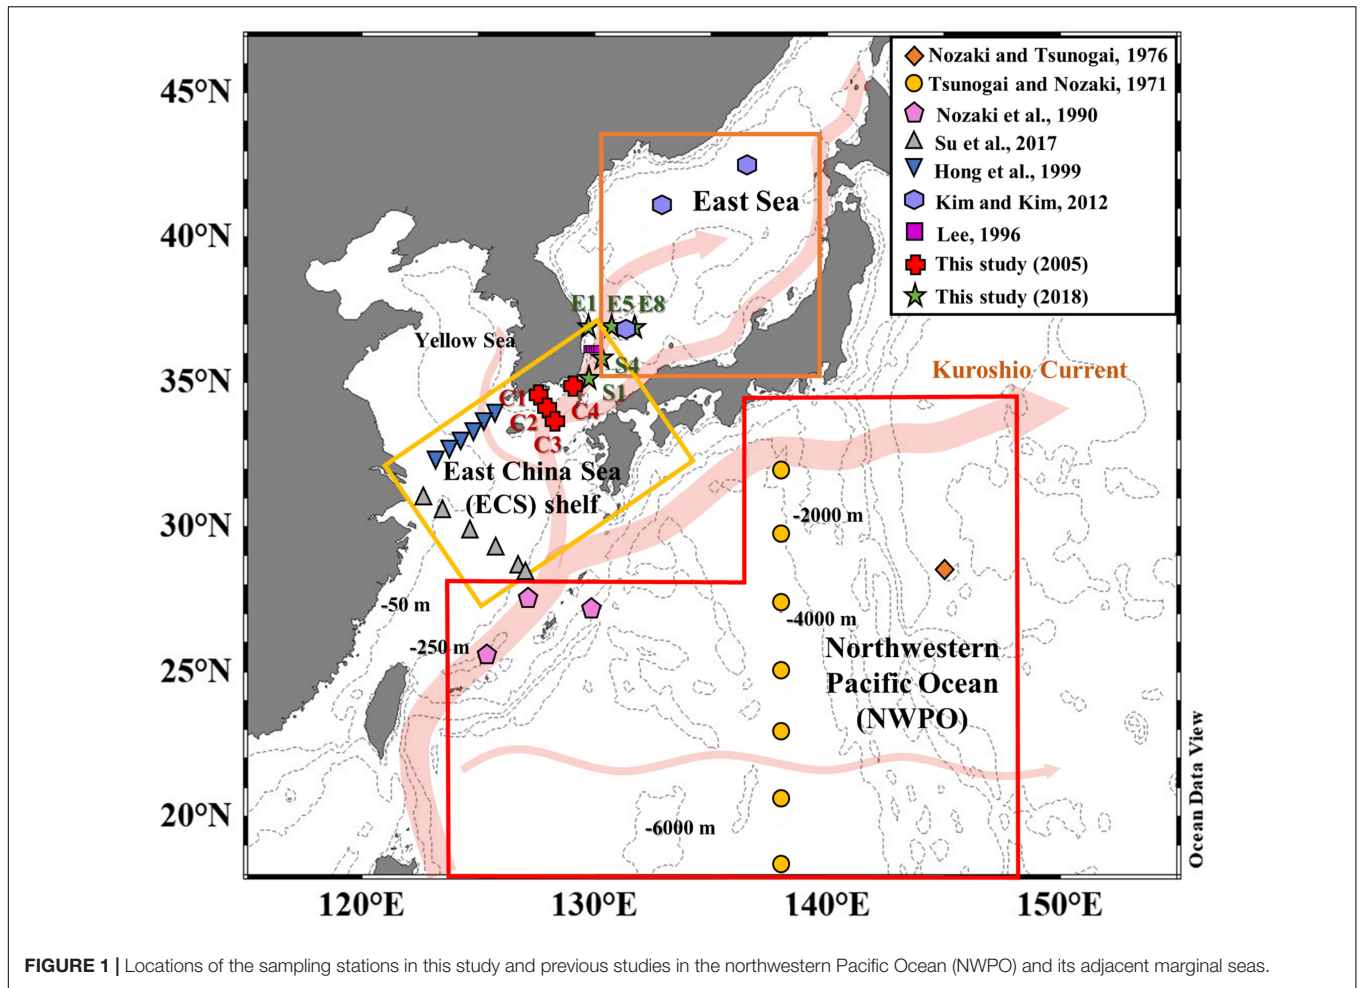 45°N
40°N
35°N
30°N
25°N
20°N
120°E
130°E
140°E
150°E
Nozaki and Tsunogai, 1976
Tsunogai and Nozaki, 1971
Nozaki et al., 1990
Su et al., 2017
Hong et al., 1999
Kim and Kim, 2012
Lee, 1996
This study (2005)
This study (2018)
East Sea
E1 E5 E8
Yellow Sea
S4
S1
C1
C2
C3
C4
Kuroshio Current
East China Sea
(ECS) shelf
-2000 m
-50 m
-4000 m
-250 m
Northwestern
Pacific Ocean
(NWPO)
-6000 m
Ocean Data View
FIGURE 1 | Locations of the sampling stations in this study and previous studies in the northwestern Pacific Ocean (NWPO) and its adjacent marginal seas.